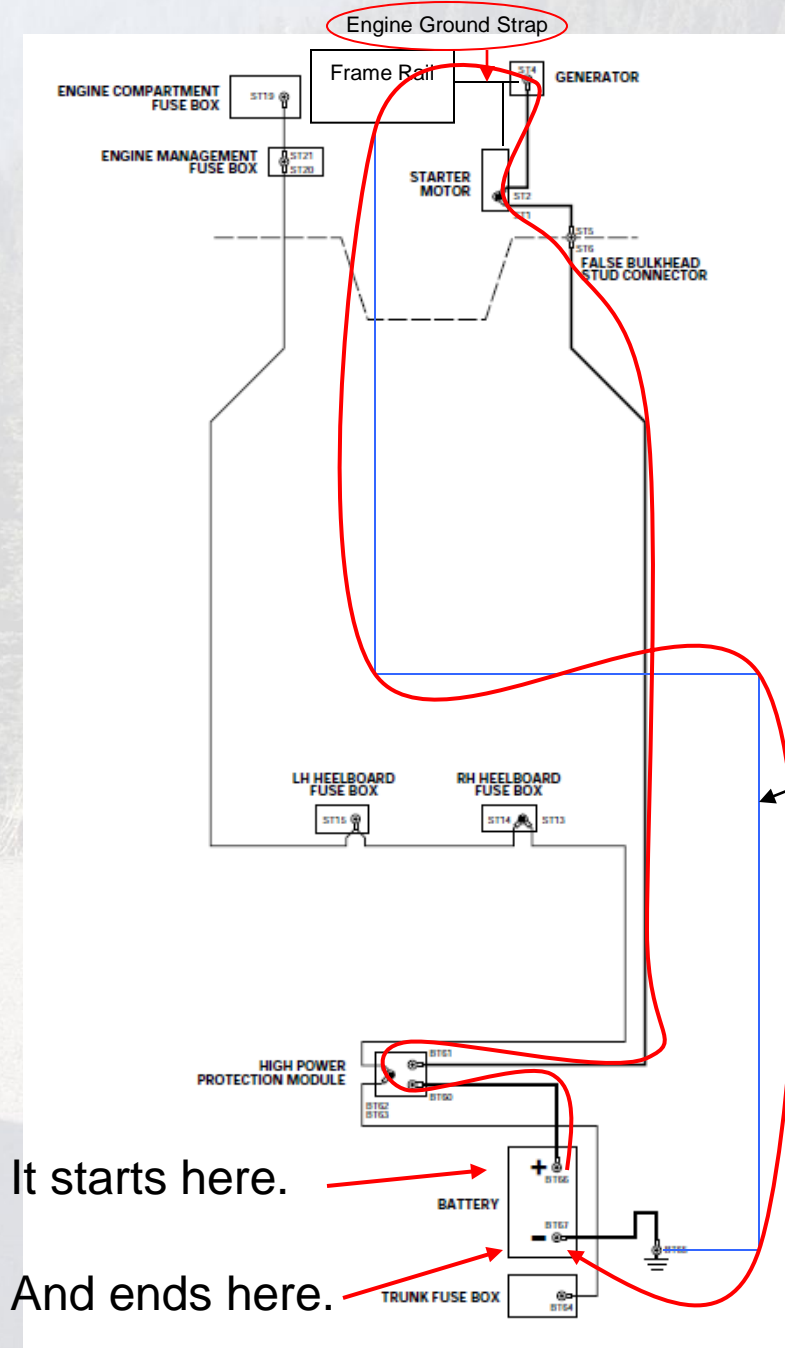 Engine Ground Strap
Frame Rail
ST4
GENERATOR
ENGINE COMPARTMENT
FUSE BOX
ST19
ENGINE MANAGEMENT
FUSE BOX
ST21
ST20
STARTER
MOTOR
ST2
ST1
ST5
ST6
FALSE BULKHEAD
STUD CONNECTOR
LH HEELBOARD
FUSE BOX
RH HEELBOARD
FUSE BOX
ST15
ST14
ST13
HIGH POWER
PROTECTION MODULE
BT61
BT60
BT62
BT63
It starts here.
+
BT66
BATTERY
BT67
-
BT65
And ends here.
TRUNK FUSE BOX
BT64